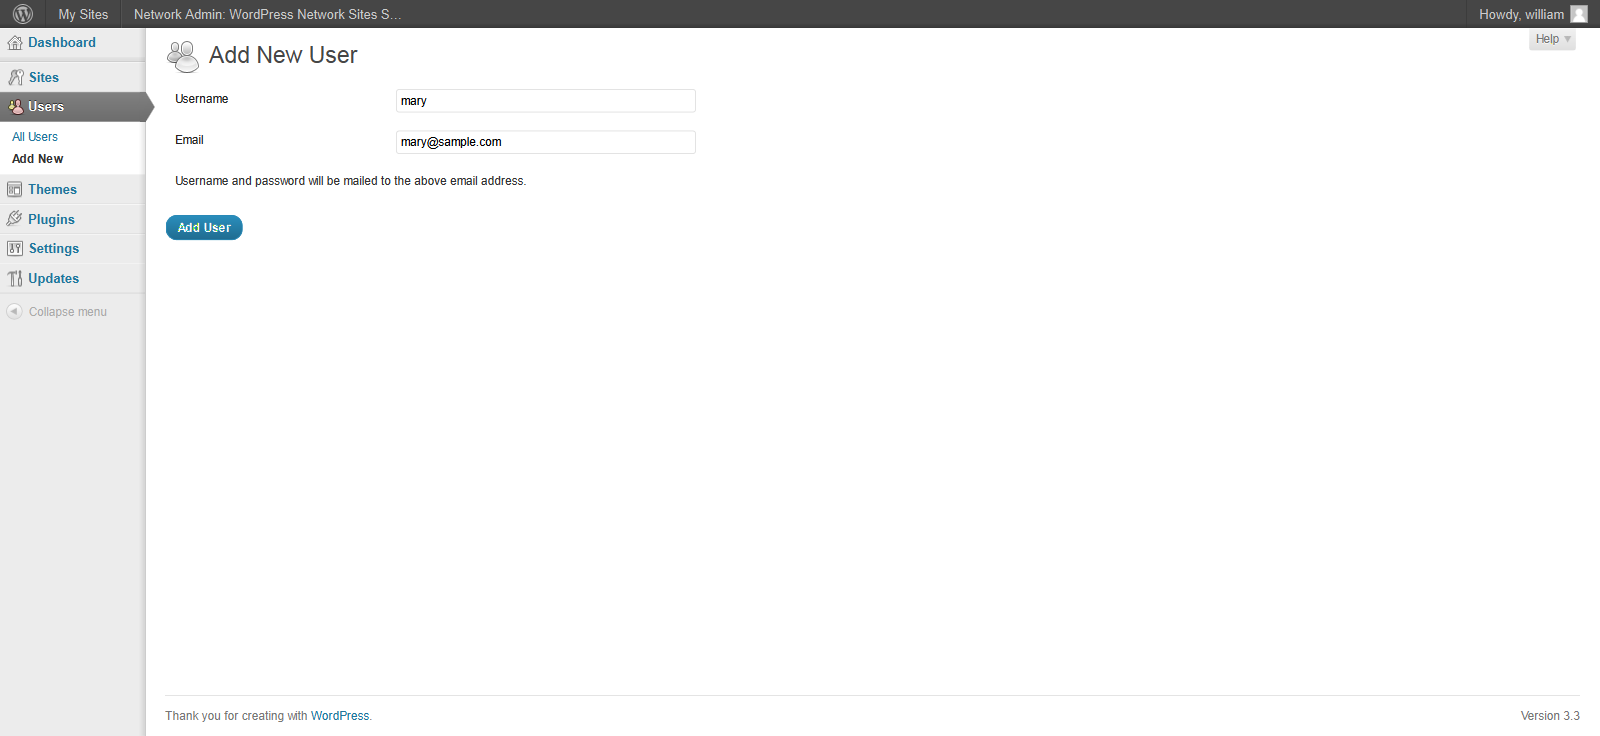 My Sites
Network Admin: WordPress Network Sites S...
Howdy, william
Dashboard
Sites
Users
All Users
Add New
Themes
Plugins
Settings
Updates
Collapse menu
Help
Add New User
Username
mary
Email
mary@sample.com
Username and password will be mailed to the above email address.
Add User
Thank you for creating with WordPress.
Version 3.3